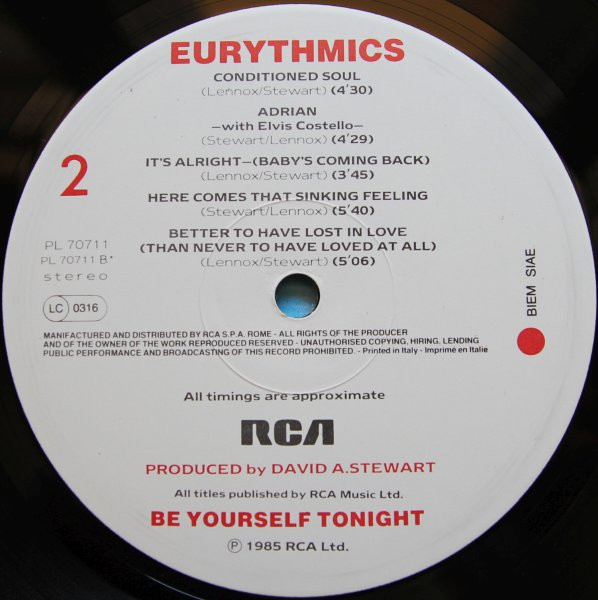 EURYTHMICS
CONDITIONED SOUL
(Lennox/Stewart) (4'30)
ADRIAN
—with Elvis Costello—
(Stewart/Lennox) (4'29)
IT'S ALRIGHT—(BABY'S COMING BACK)
(Lennox/Stewart) (3'45)
HERE COMES THAT SINKING FEELING
(Stewart/Lennox) (5'40)
BETTER TO HAVE LOST IN LOVE
(THAN NEVER TO HAVE LOVED AT ALL)
(Lennox/Stewart) (5'06)
2
PL 70711
PL 70711 B*
stereo
LC 0316
BIEM SIAE
MANIFACTURED AND DISTRIBUTED BY RCA S.P.A. ROME - ALL RIGHTS OF THE PRODUCER
AND OF THE OWNER OF THE WORK REPRODUCED RESERVED - UNAUTHORISED COPYING, HIRING, LENDING
PUBLIC PERFORMANCE AND BROADCASTING OF THIS RECORD PROHIBITED. - Printed in Italy - Imprimé en Italie
All timings are approximate
RCA
PRODUCED by DAVID A.STEWART
All titles published by RCA Music Ltd.
BE YOURSELF TONIGHT
Ⓟ 1985 RCA Ltd.